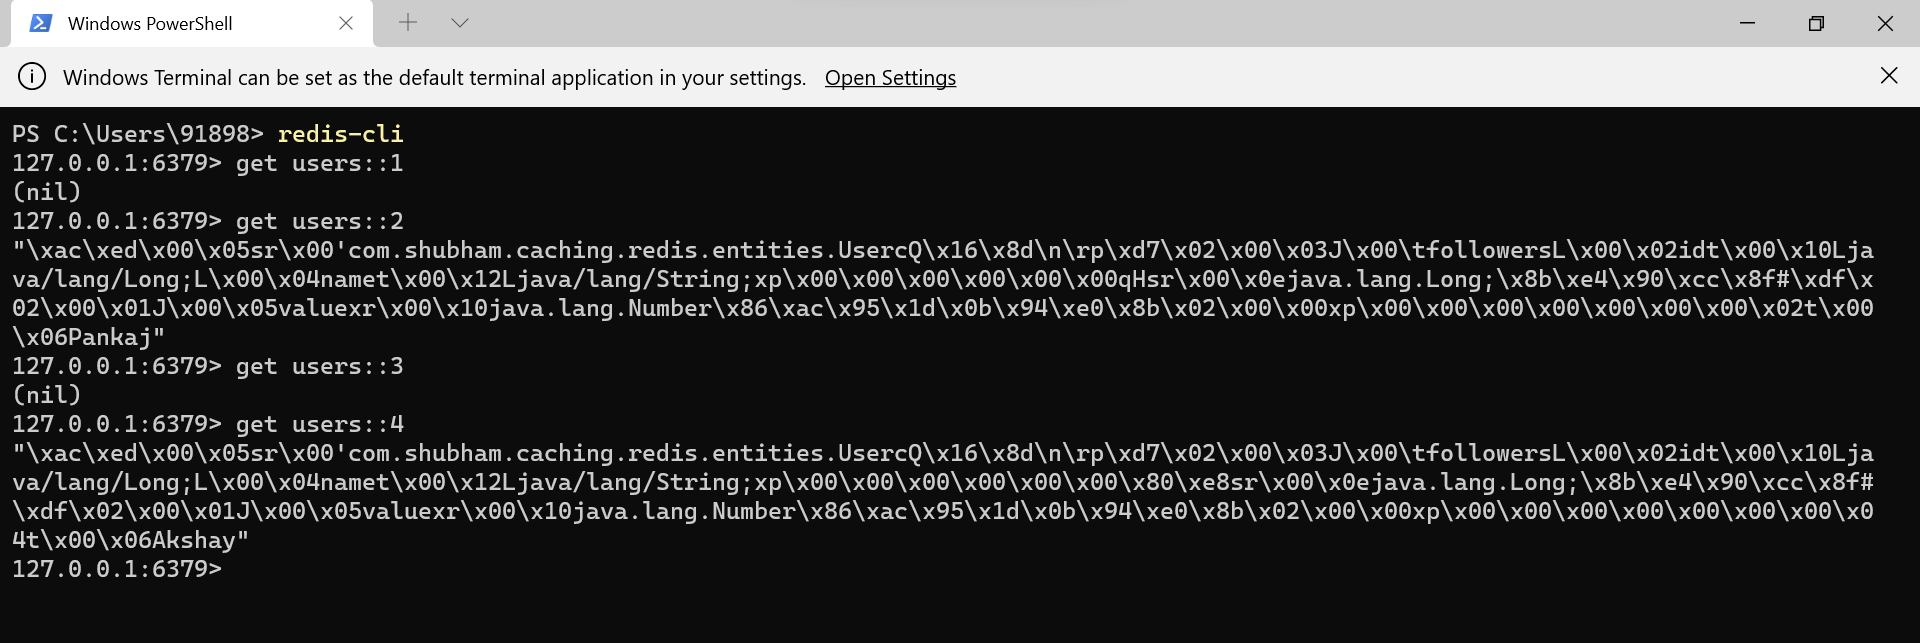 Windows PowerShell
Windows Terminal can be set as the default terminal application in your settings. Open Settings
PS C:\Users\91898> redis-cli
127.0.0.1:6379> get users::1
(nil)
127.0.0.1:6379> get users::2
"\xac\xed\x00\x05sr\x00'com.shubham.caching.redis.entities.UsercQ\x16\x8d\n\rp\xd7\x02\x00\x03J\x00\tfollowersL\x00\x02idt\x00\x10Lja
va/lang/Long;L\x00\x04namet\x00\x12Ljava/lang/String;xp\x00\x00\x00\x00\x00\x00qHsr\x00\x0ejava.lang.Long;\x8b\xe4\x90\xcc\x8f#\xdf\x
02\x00\x01J\x00\x05valuexr\x00\x10java.lang.Number\x86\xac\x95\x1d\x0b\x94\xe0\x8b\x02\x00\x00xp\x00\x00\x00\x00\x00\x00\x00\x02t\x00
\x06Pankaj"
127.0.0.1:6379> get users::3
(nil)
127.0.0.1:6379> get users::4
"\xac\xed\x00\x05sr\x00'com.shubham.caching.redis.entities.UsercQ\x16\x8d\n\rp\xd7\x02\x00\x03J\x00\tfollowersL\x00\x02idt\x00\x10Lja
va/lang/Long;L\x00\x04namet\x00\x12Ljava/lang/String;xp\x00\x00\x00\x00\x00\x00\x80\xe8sr\x00\x0ejava.lang.Long;\x8b\xe4\x90\xcc\x8f#
\xdf\x02\x00\x01J\x00\x05valuexr\x00\x10java.lang.Number\x86\xac\x95\x1d\x0b\x94\xe0\x8b\x02\x00\x00xp\x00\x00\x00\x00\x00\x00\x00\x0
4t\x00\x06Akshay"
127.0.0.1:6379>